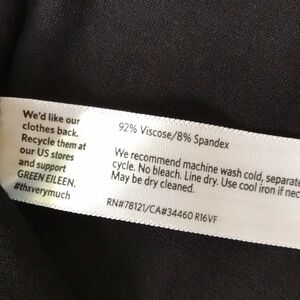 We'd like our
clothes back.
Recycle them at
our US stores
and support
GREEN EILEEN.
#thxverymuch
92% Viscose/8% Spandex
We recommend machine wash cold, separate
cycle. No bleach. Line dry. Use cool iron if
May be dry cleaned.
RN#78121/CA#34460 R16VF